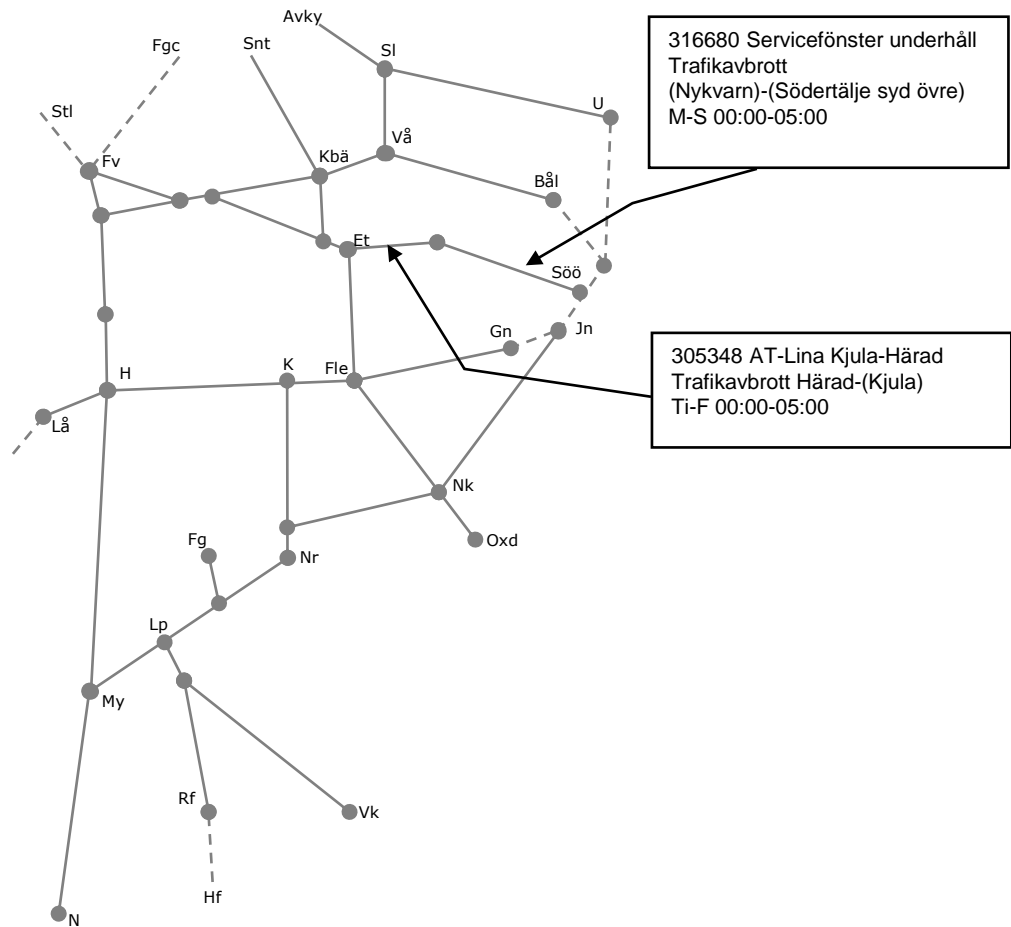 Avky
Fgc
Snt
Sl
316680 Servicefönster underhåll
Trafikavbrott
(Nykvarn)-(Södertälje syd övre)
M-S 00:00-05:00
Stl
U
Fv
Vå
Kbä
Bål
Et
Söö
Gn
Jn
305348 AT-Lina Kjula-Härad
Trafikavbrott Härad-(Kjula)
Ti-F 00:00-05:00
H
K
Fle
Lå
Nk
Fg
Oxd
Nr
Lp
My
Rf
Vk
Hf
N